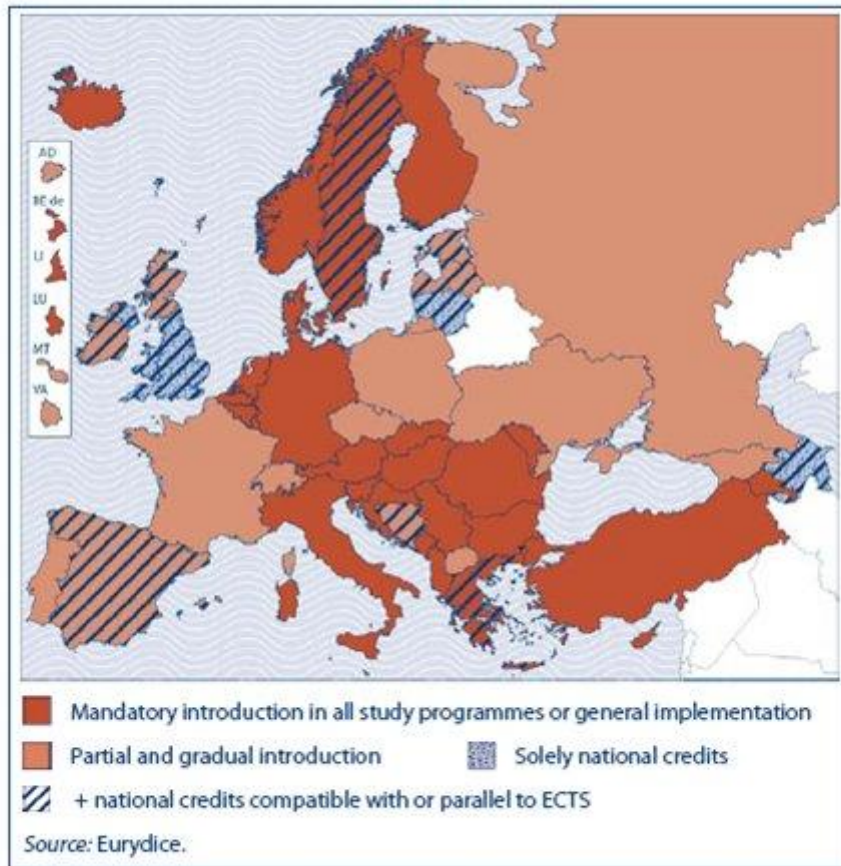 AD
BE de
LI
LU
MT
VA
Mandatory introduction in all study programmes or general implementation
Partial and gradual introduction
Solely national credits
+ national credits compatible with or parallel to ECTS
Source: Eurydice.